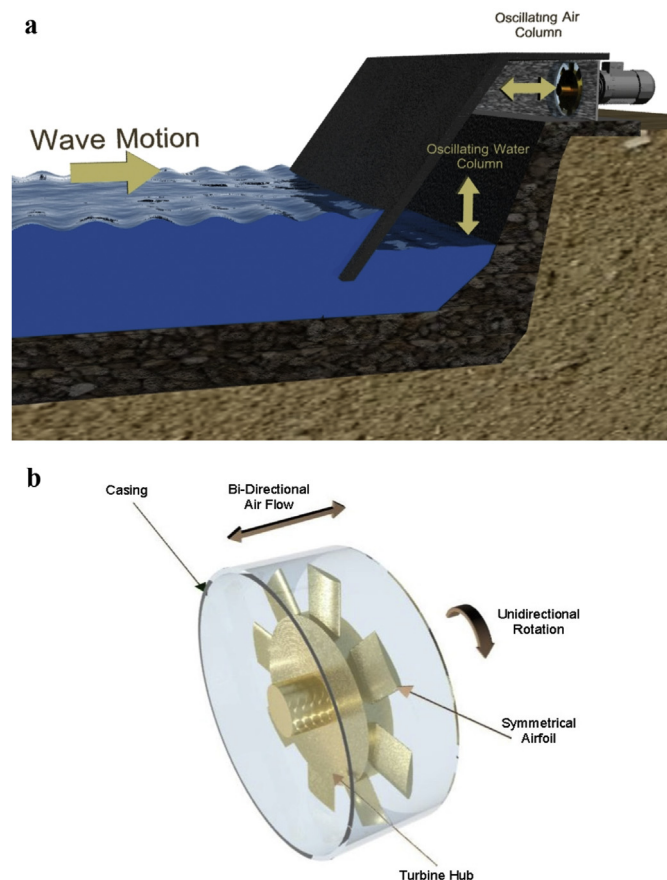 a
Oscillating Air
Column
Wave Motion
Oscillating Water
Column
b
Casing
Bi-Directional
Air Flow
Unidirectional
Rotation
Symmetrical
Airfoil
Turbine Hub